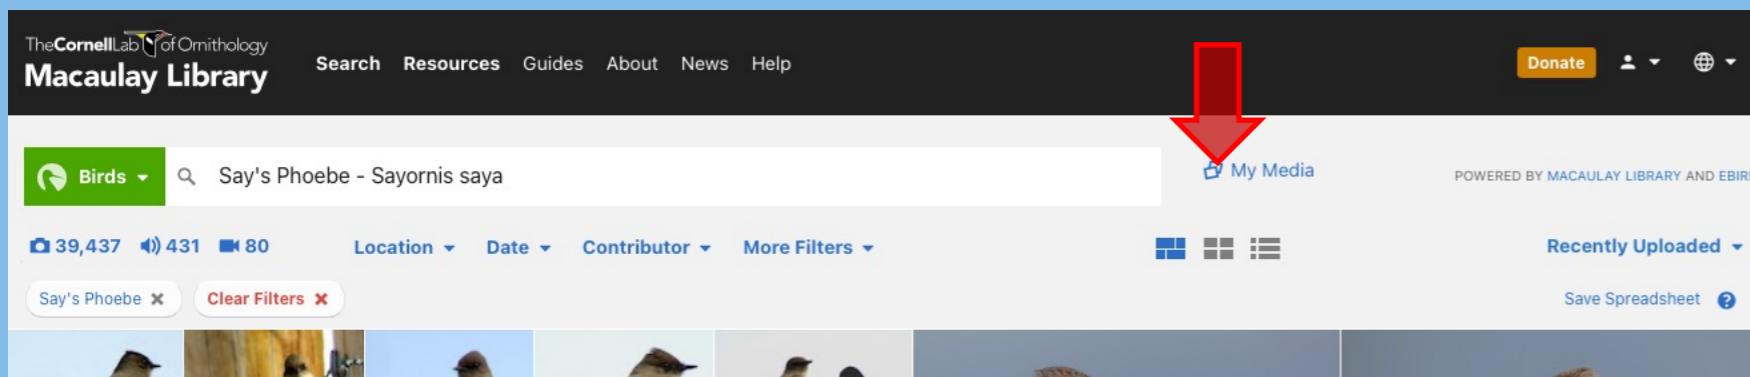 TheCornellLab of Ornithology
Macaulay Library
Search Resources Guides About News Help
Donate
Birds
Say's Phoebe - Sayornis saya
My Media
POWERED BY MACAULAY LIBRARY AND EBIR
39,437 431 80
Location Date Contributor More Filters
Recently Uploaded
Say's Phoebe Clear Filters
Save Spreadsheet